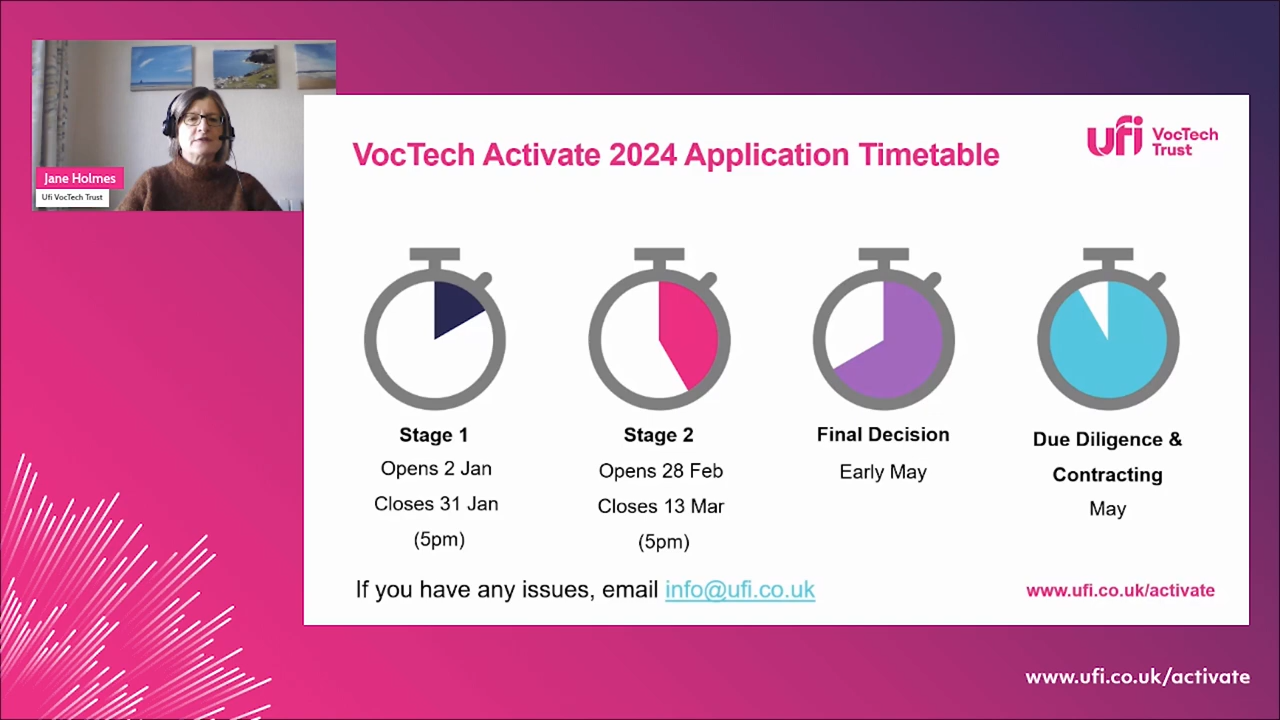 Jane Holmes
Ufi VocTech Trust
VocTech Activate 2024 Application Timetable
ufi VocTech
Trust
Stage 1
Opens 2 Jan
Closes 31 Jan
(5pm)
Stage 2
Opens 28 Feb
Closes 13 Mar
(5pm)
Final Decision
Early May
Due Diligence &
Contracting
May
If you have any issues, email info@ufi.co.uk
www.ufi.co.uk/activate
www.ufi.co.uk/activate